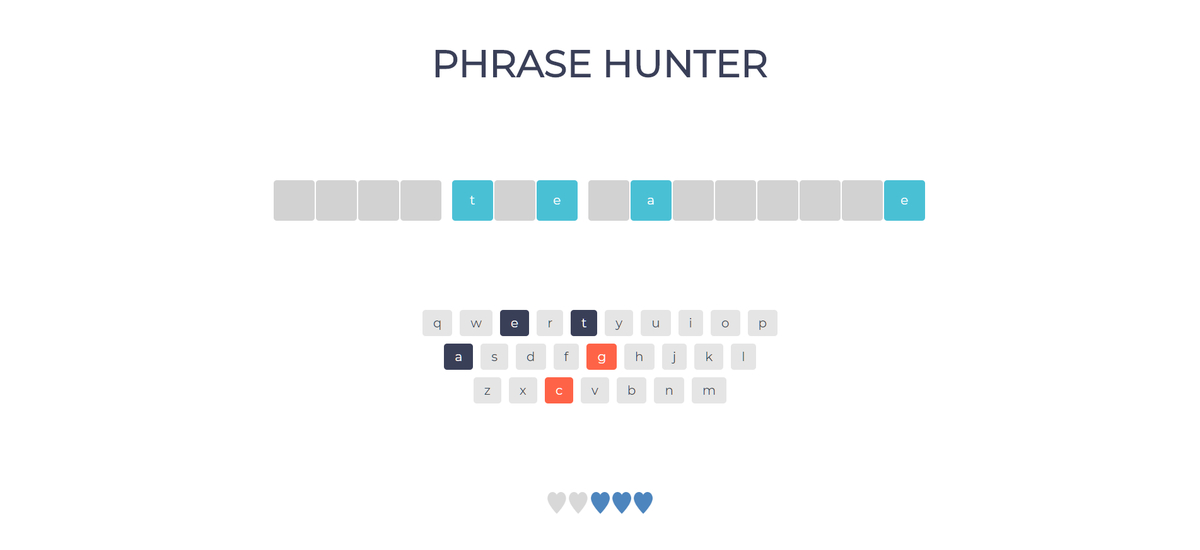 PHRASE HUNTER
t e a e
q w e r t y u i o p
a s d f g h j k l
z x c v b n m